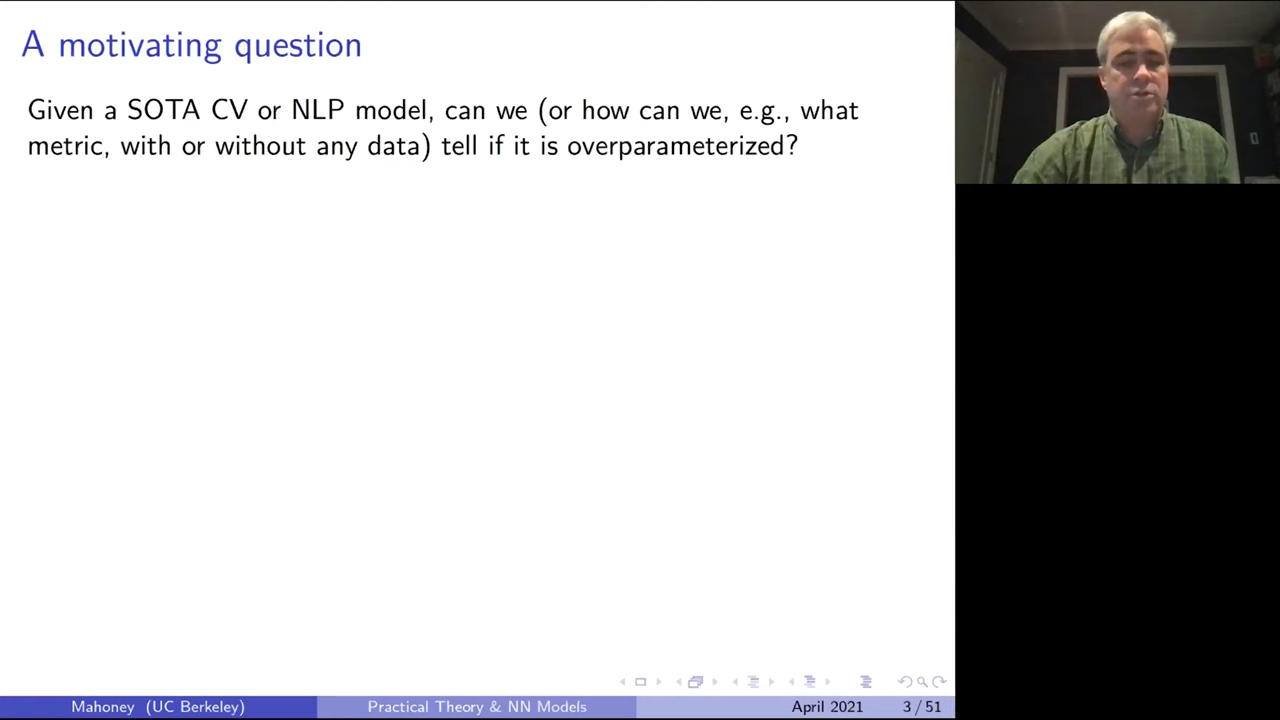 A motivating question
Given a SOTA CV or NLP model, can we (or how can we, e.g., what
metric, with or without any data) tell if it is overparameterized?
Mahoney (UC Berkeley)
Practical Theory & NN Models
April 2021
3 / 51